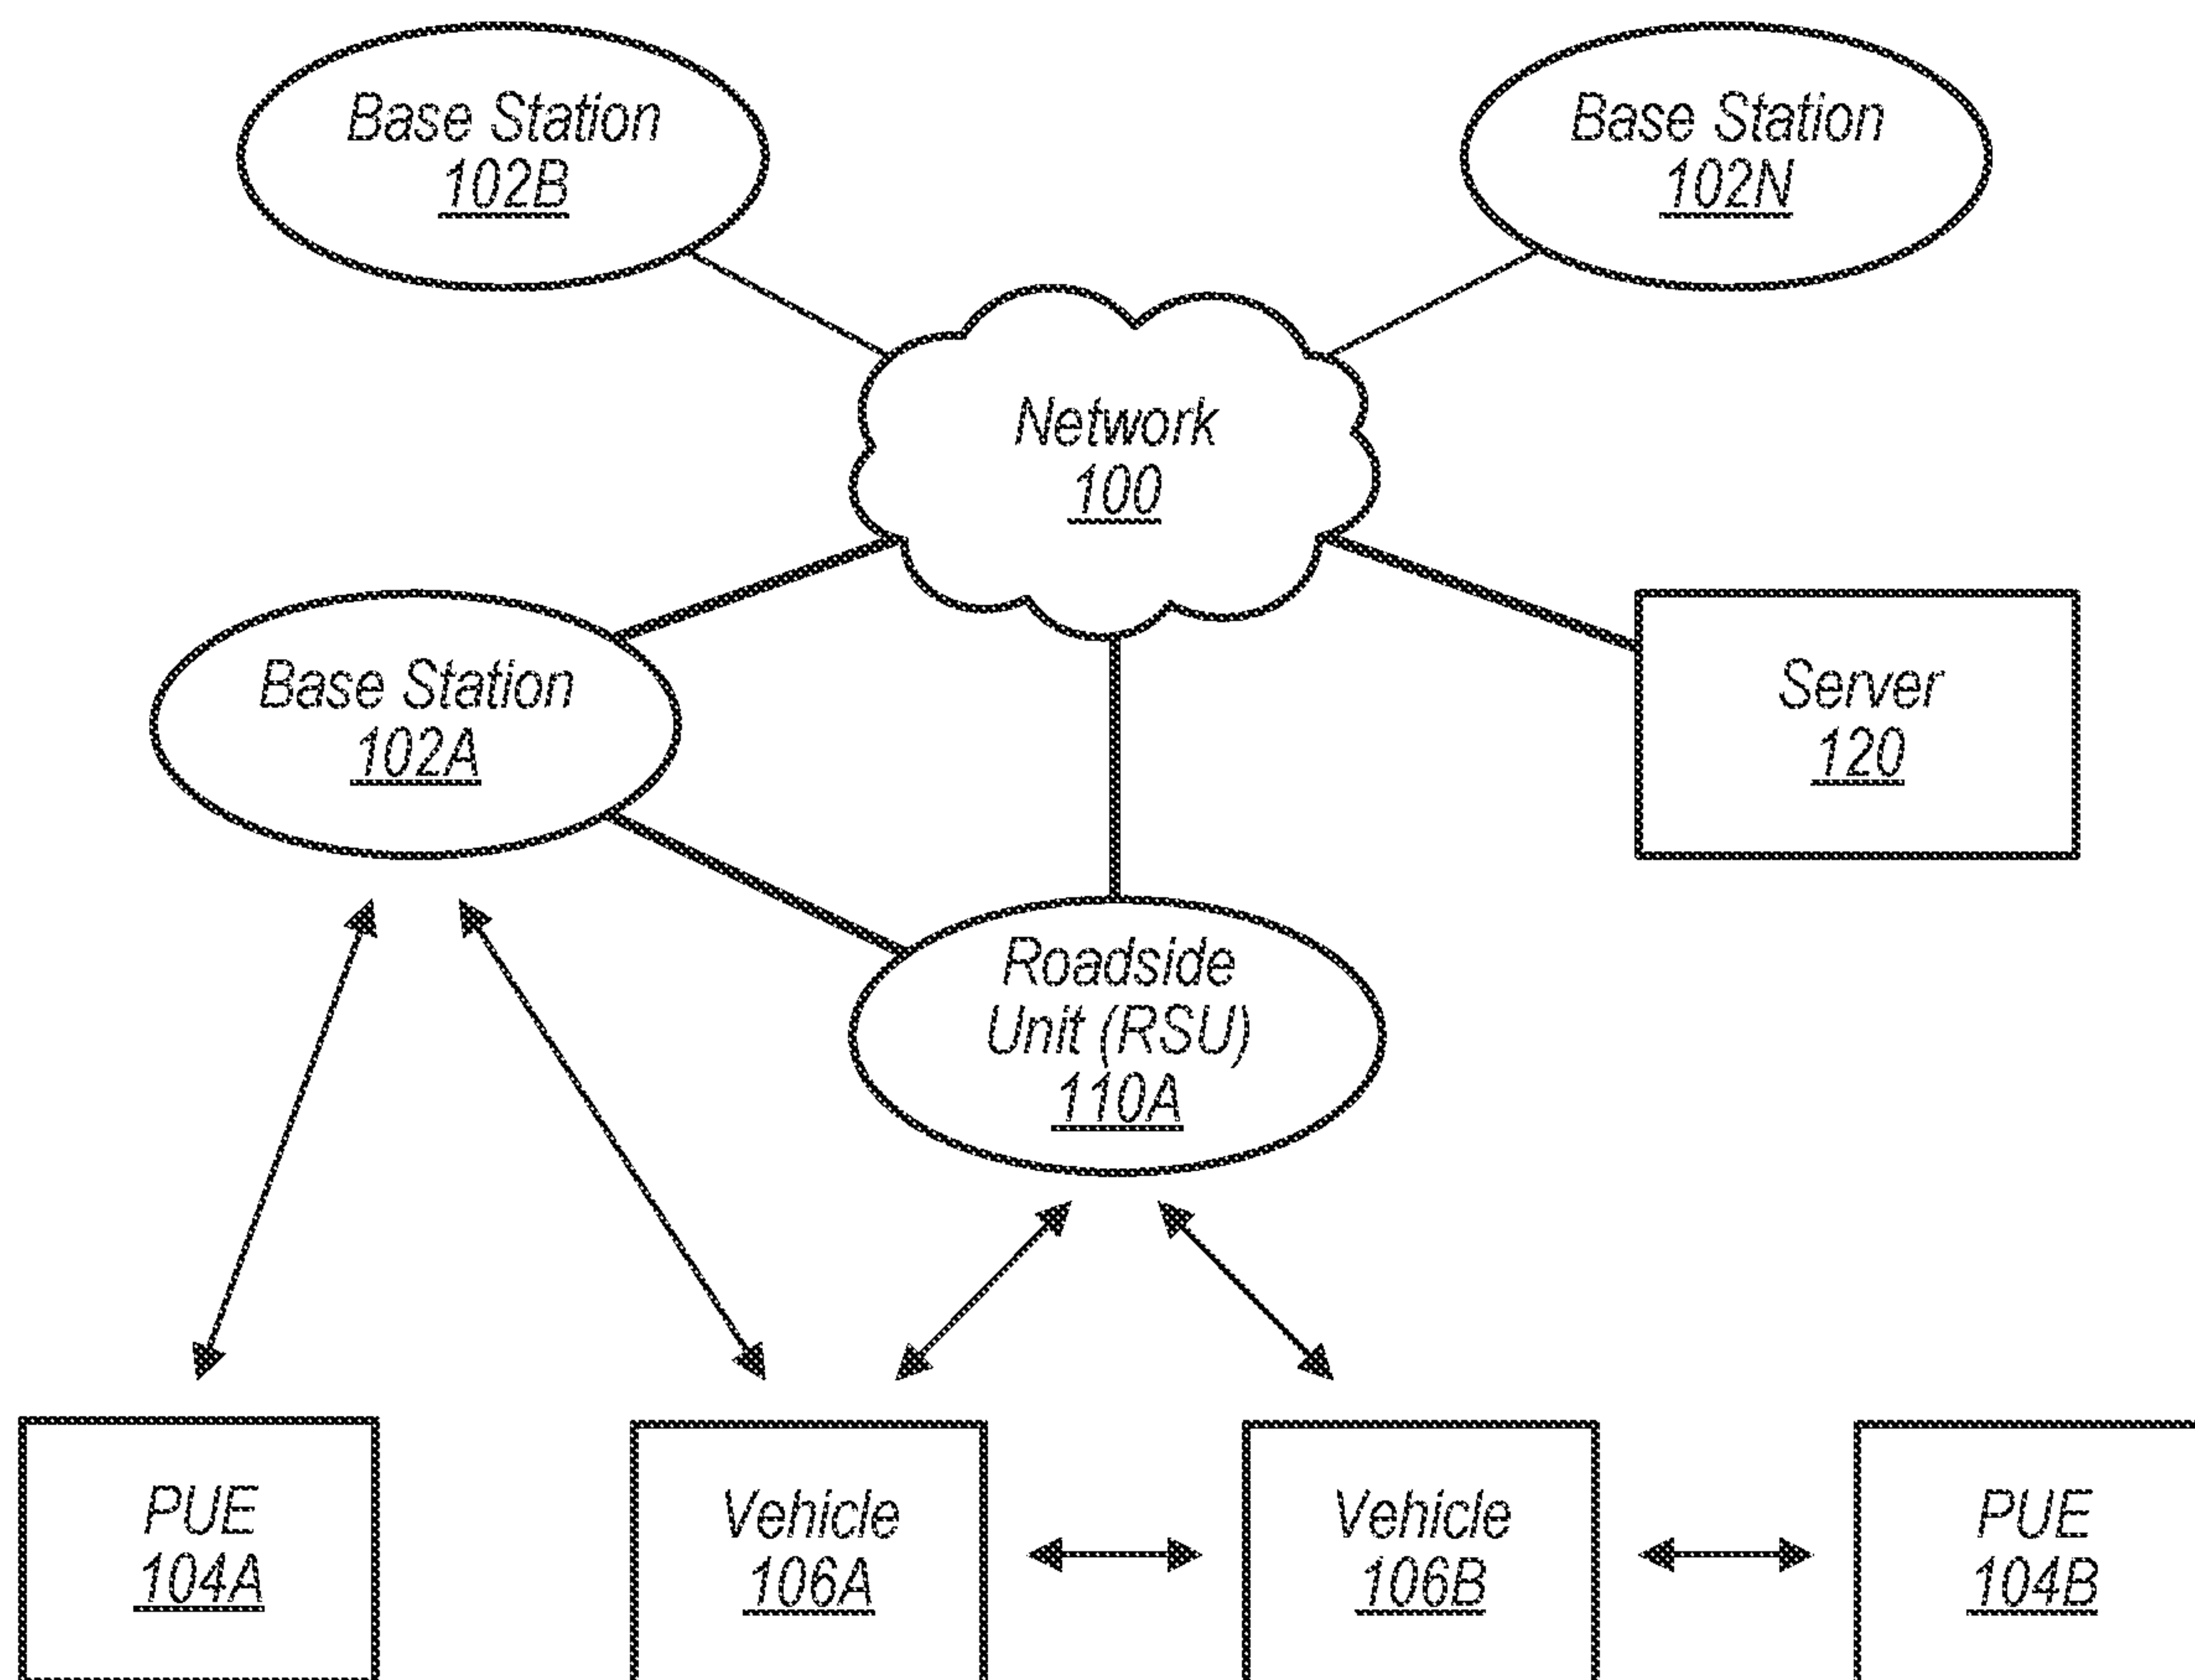 Base Station
102B
Base Station
102N
Network
100
Base Station
102A
Server
120
Roadside
Unit (RSU)
110A
PUE
104A
Vehicle
106A
Vehicle
106B
PUE
104B